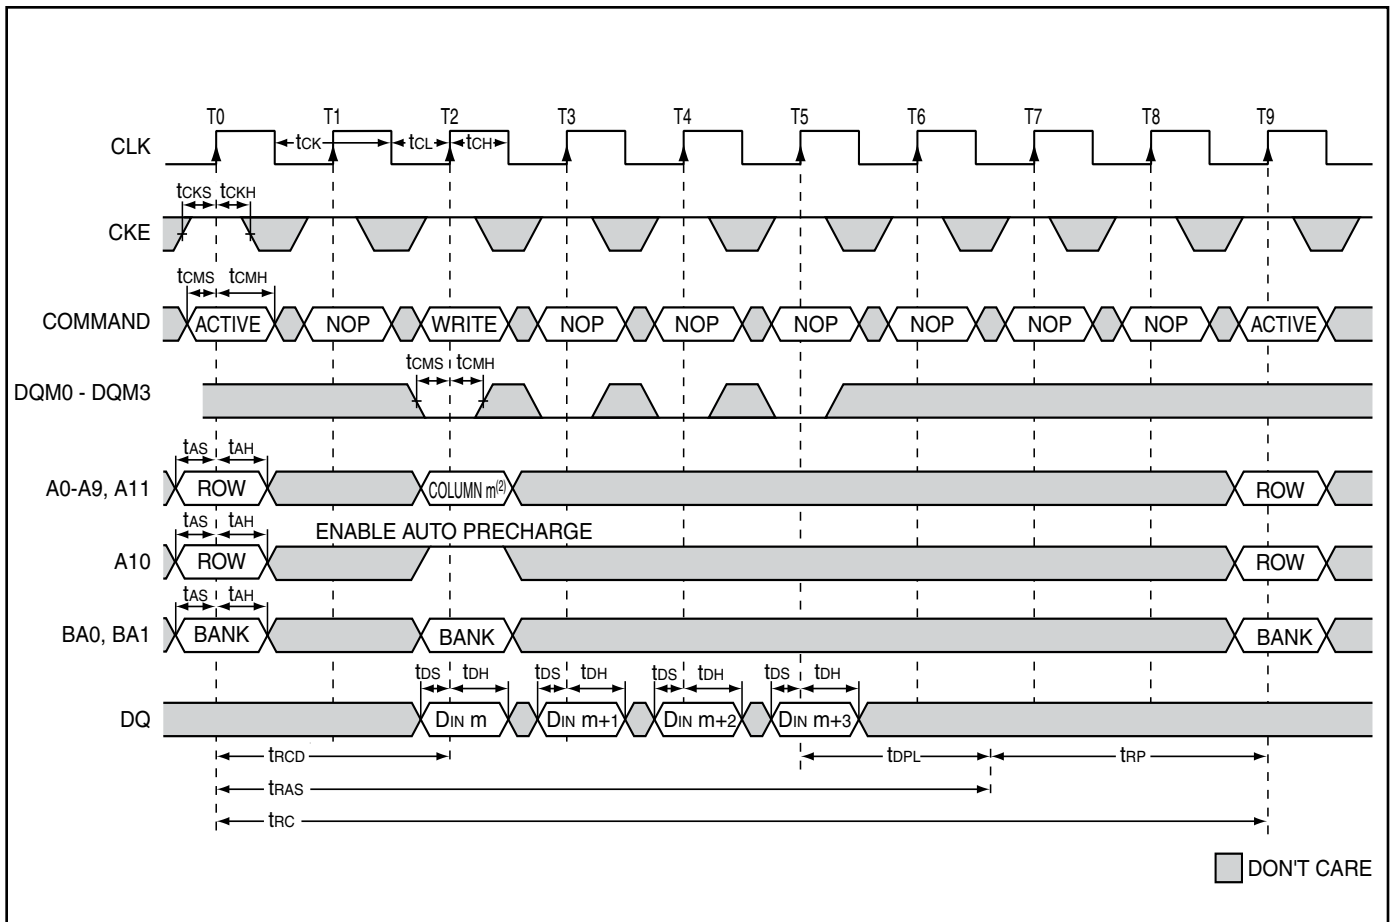 T0 T1 T2 T3 T4 T5 T6 T7 T8 T9
CLK tCK tCL tCH
tCKS tCKH
CKE
tCMS tCMH
COMMAND ACTIVE NOP WRITE NOP NOP NOP NOP NOP NOP ACTIVE
tCMS tCMH
DQM0 - DQM3
tAS tAH
A0-A9, A11 ROW COLUMN m(2) ROW
tAS tAH ENABLE AUTO PRECHARGE
A10 ROW ROW
tAS tAH
BA0, BA1 BANK BANK BANK
tDS tDH tDS tDH tDS tDH tDS tDH
DQ DIN m DIN m+1 DIN m+2 DIN m+3
tRCD tDPL tRP
tRAS
tRC
DON'T CARE